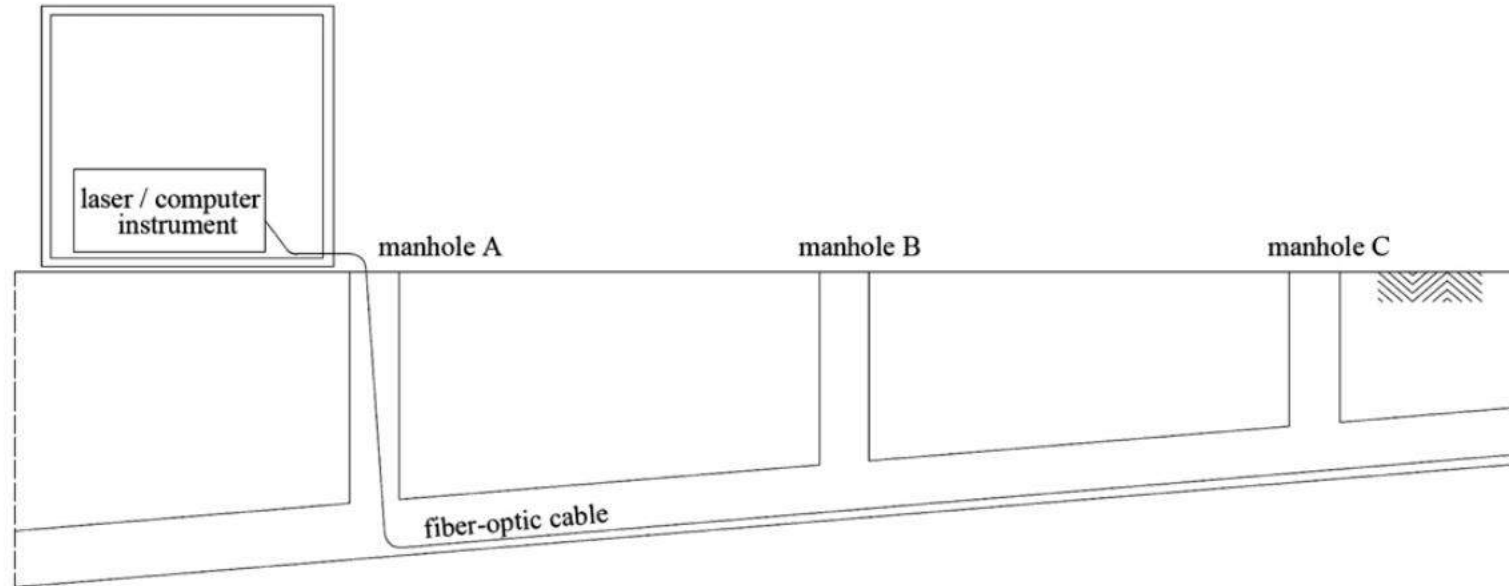 laser / computer
instrument
manhole A
manhole B
manhole C
fiber-optic cable